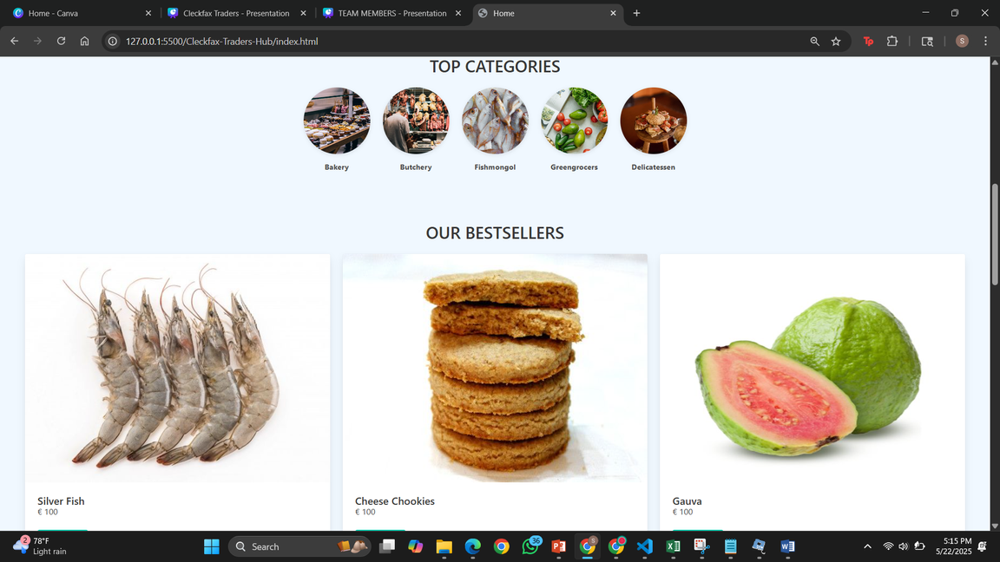 Home - Canva
Cleckfax Traders - Presentation
TEAM MEMBERS - Presentation
Home
127.0.0.1:5500/Cleckfax-Traders-Hub/index.html
Tp
S
TOP CATEGORIES
Bakery
Butchery
Fishmongol
Greengrocers
Delicatessen
OUR BESTSELLERS
Silver Fish
€ 100
Cheese Chookies
€ 100
Gauva
€ 100
2
78°F
Light rain
Search
36
5:15 PM
5/22/2025